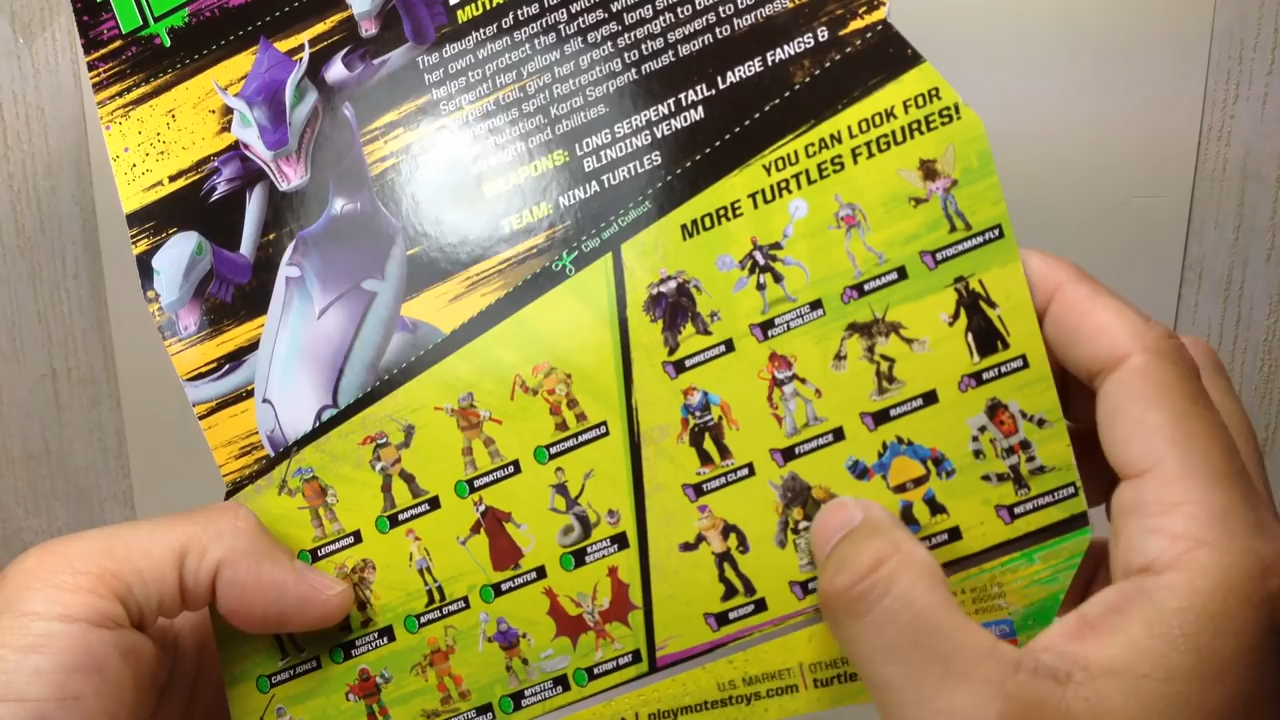 MUTA
The daughter of the
her own when sparring with
helps to protect the Turtles,
Serpent! Her yellow slit eyes, long
serpent tail, give her great strength to
spit! Retreating to the sewers to
mutation, Karai Serpent must learn to harness
strength and abilities.
WEAPONS: LONG SERPENT TAIL, LARGE FANGS &
BLINDING VENOM
TEAM: NINJA TURTLES
Clip and Collect
YOU CAN LOOK FOR
MORE TURTLES FIGURES!
SHREDDER
ROBOTIC
FOOT SOLDIER
KRAANG
STOCKMAN-FLY
TIGER CLAW
FISHFACE
RAHZAR
RAT KING
BEBOP
SLASH
NEWTRALIZER
LEONARDO
RAPHAEL
DONATELLO
MICHELANGELO
CASEY JONES
MIKEY
TURFLYTLE
APRIL O'NEIL
SPLINTER
KARAI
SERPENT
MYSTIC
DONATELLO
KIRBY BAT
U.S. MARKET:
playmatestoys.com
OTHER
turtle